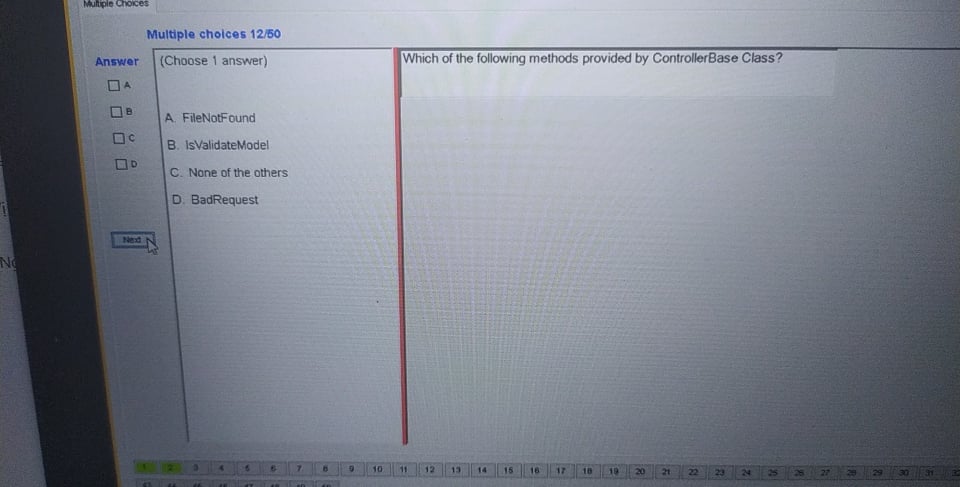 Multiple Choices
Multiple choices 12/50
Answer
(Choose 1 answer)
Which of the following methods provided by ControllerBase Class?
A
B
C
D
A. FileNotFound
B. IsValidateModel
C. None of the others
D. BadRequest
Next
1 2 3 4 5 6 7 8 9 10 11 12 13 14 15 16 17 18 19 20 21 22 23 24 25 26 27 28 29 30 31